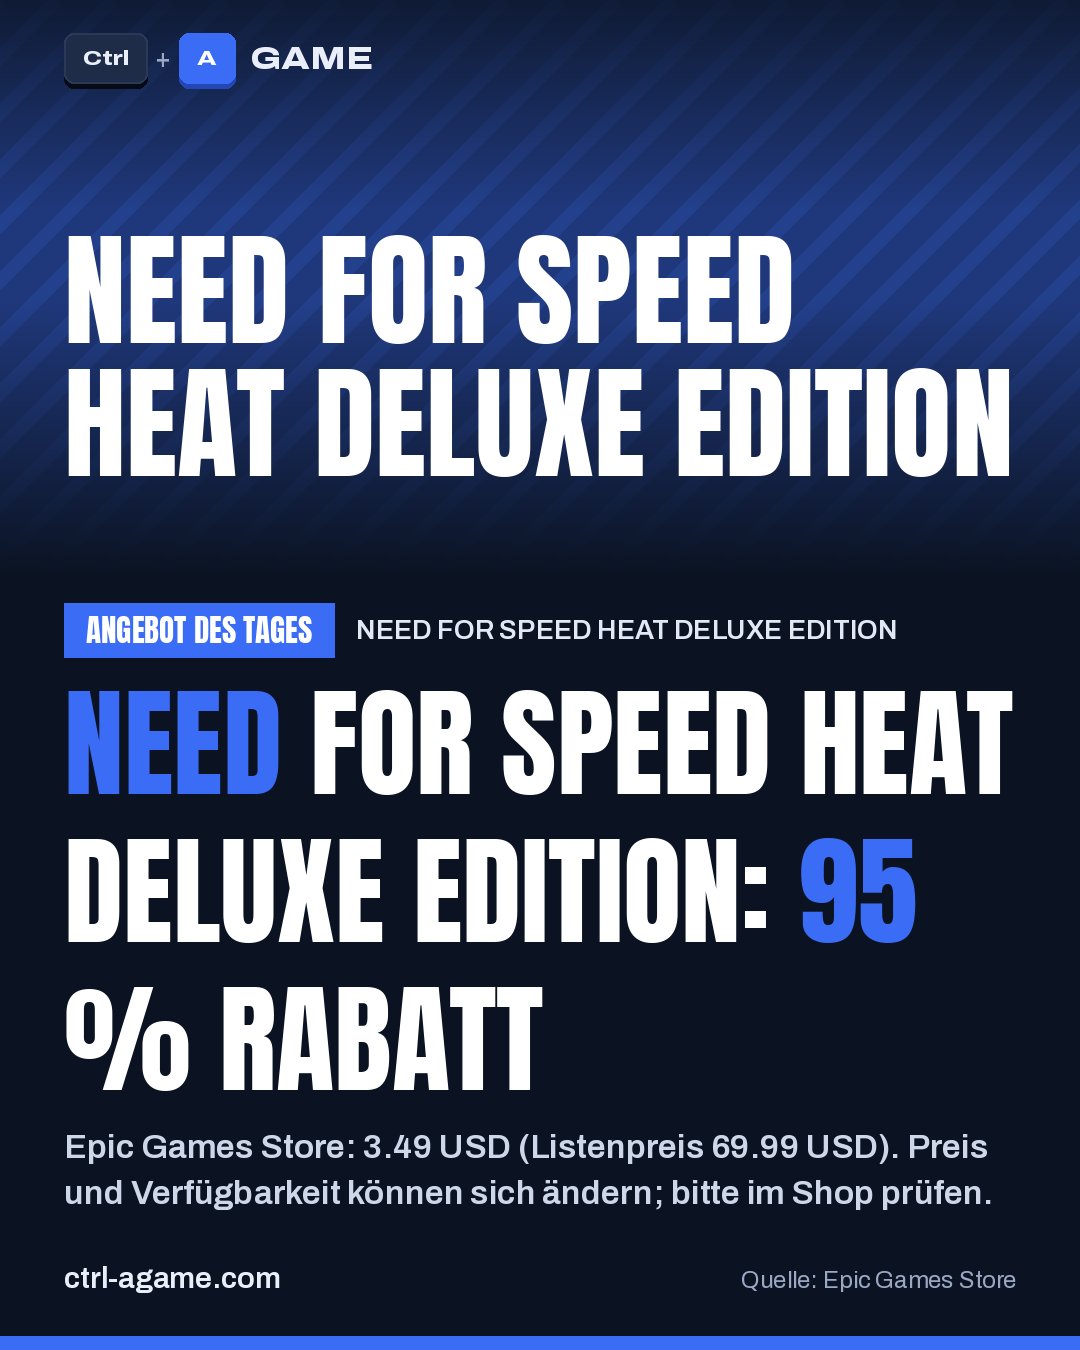 Ctrl + A GAME
NEED FOR SPEED
HEAT DELUXE EDITION
ANGEBOT DES TAGES NEED FOR SPEED HEAT DELUXE EDITION
NEED FOR SPEED HEAT
DELUXE EDITION: 95
% RABATT
Epic Games Store: 3.49 USD (Listenpreis 69.99 USD). Preis
und Verfügbarkeit können sich ändern; bitte im Shop prüfen.
ctrl-agame.com Quelle: Epic Games Store